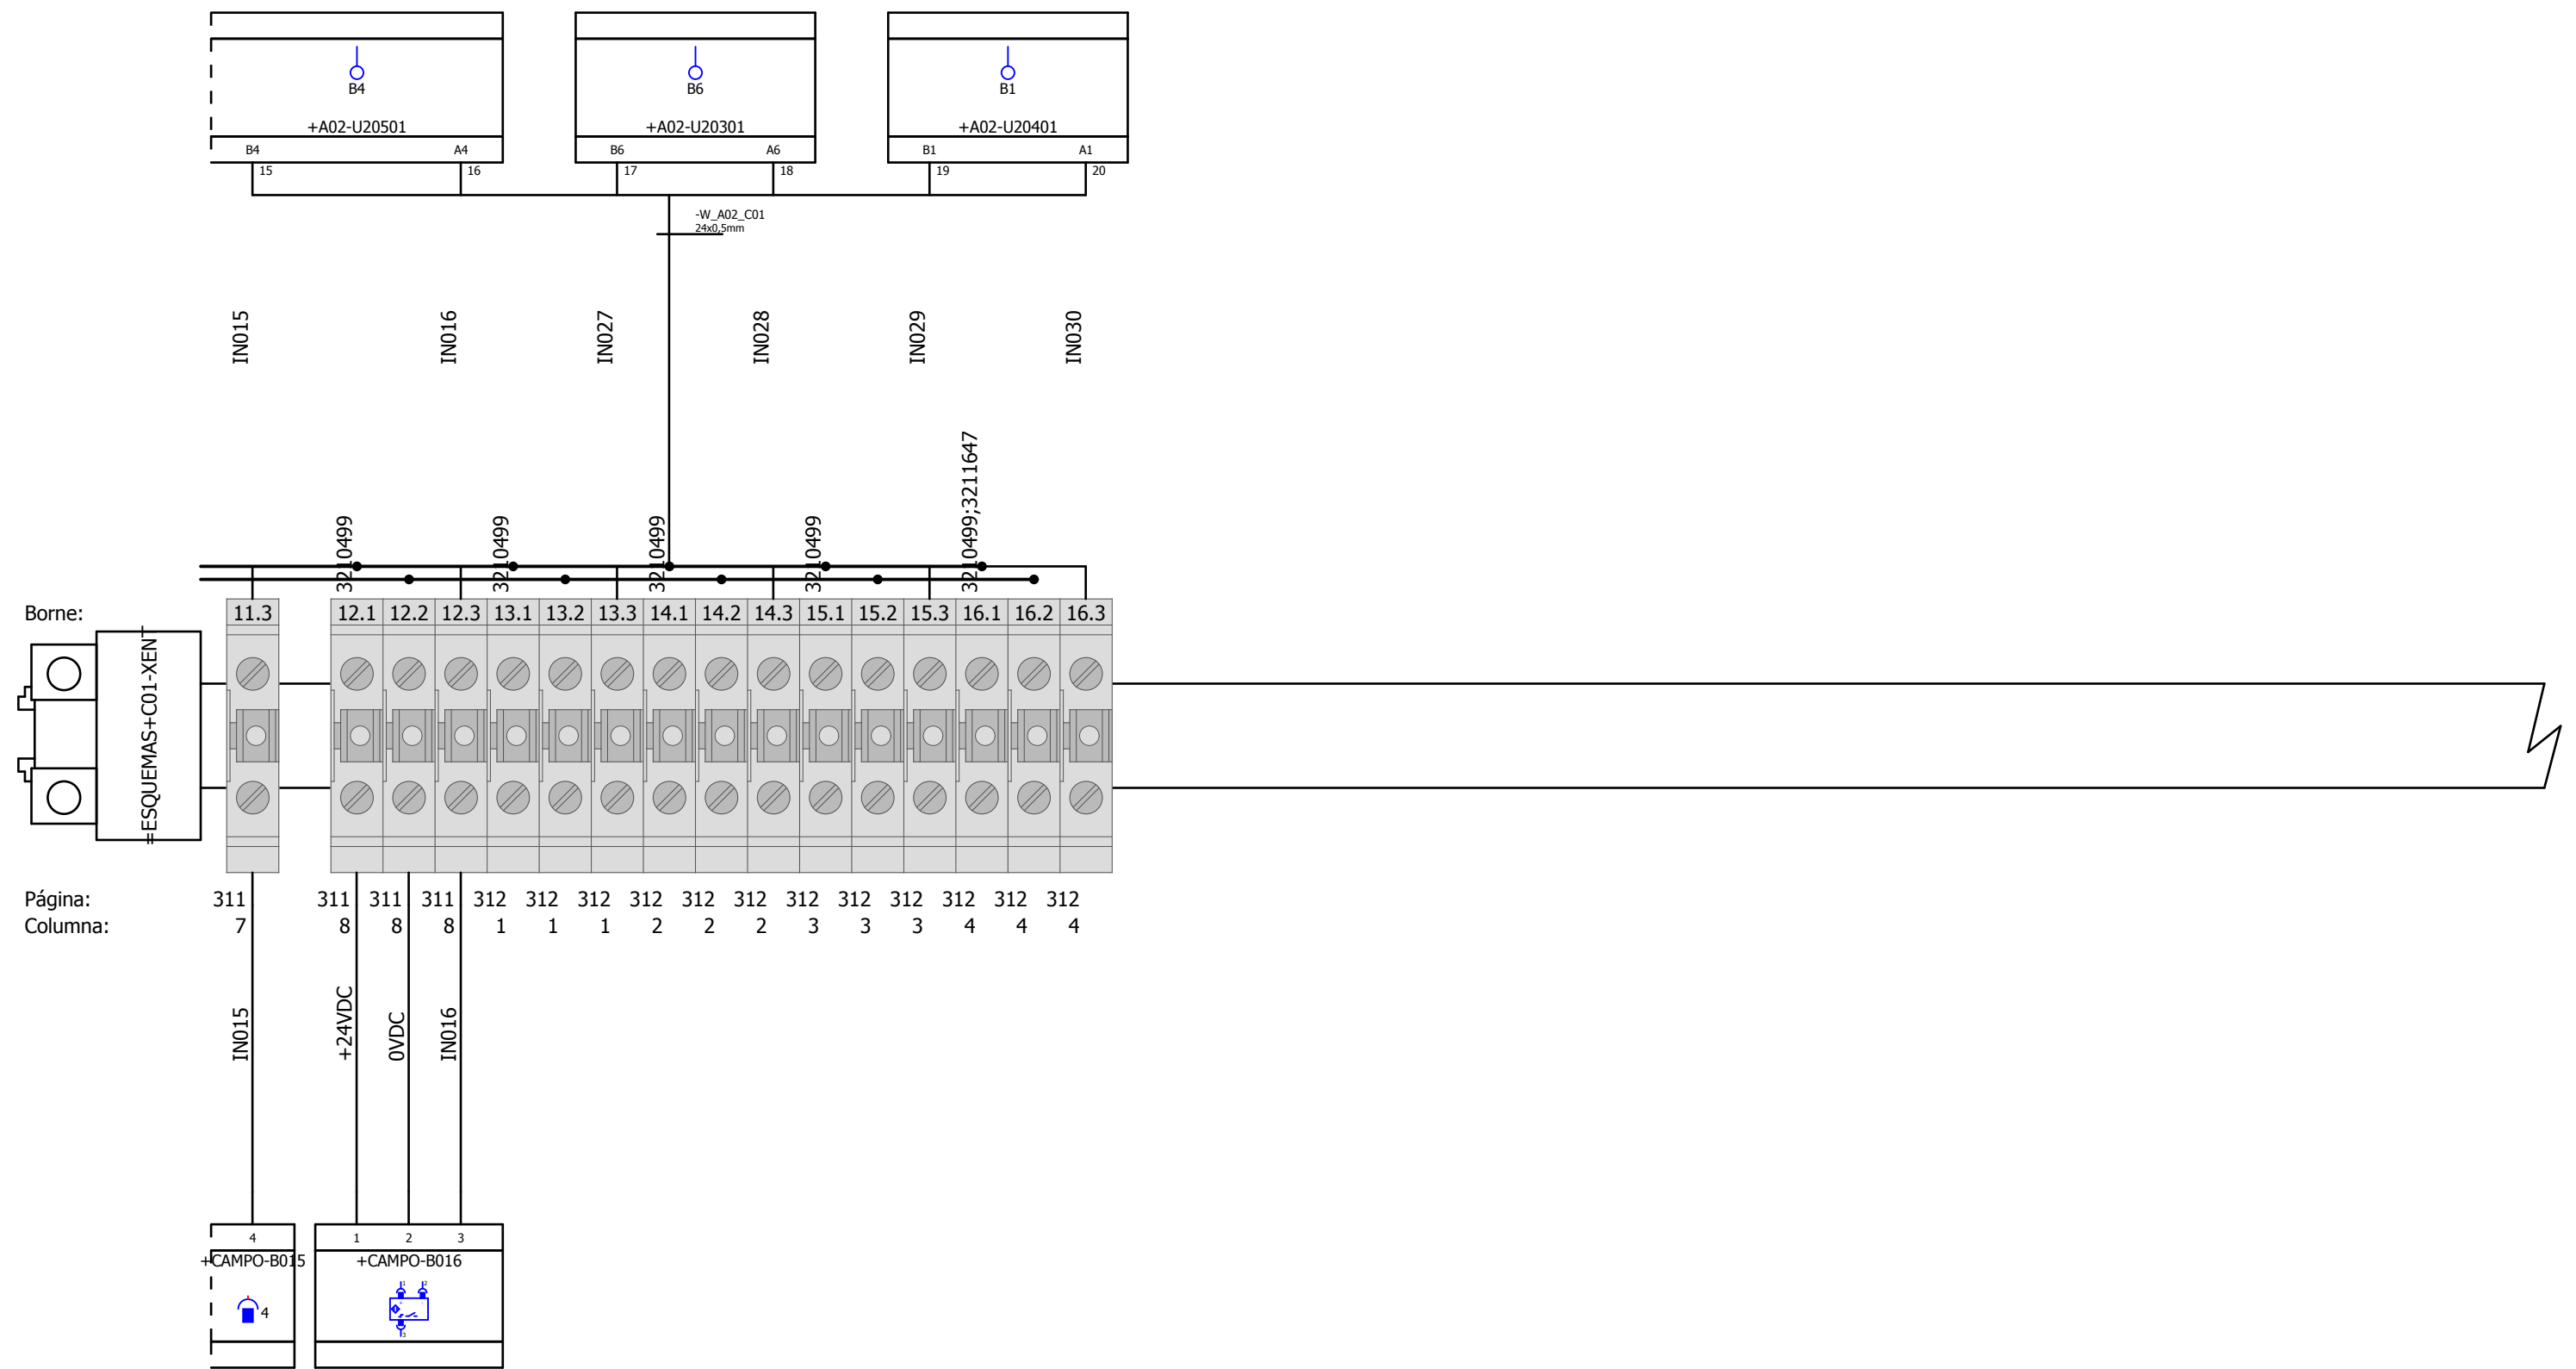 B4 B6 B1
+A02-U20501 +A02-U20301 +A02-U20401
B4 A4 B6 A6 B1 A1
15 16 17 18 19 20
-W_A02_C01
24x0,5mm
IN015 IN016 IN027 IN028 IN029 IN030
3210499 3210499 3210499 3210499 3210499;3211647
Borne: 11.3 12.1 12.2 12.3 13.1 13.2 13.3 14.1 14.2 14.3 15.1 15.2 15.3 16.1 16.2 16.3
=ESQUEMAS+C01-XENT
Página: 311 311 311 311 312 312 312 312 312 312 312 312 312 312 312 312
Columna: 7 8 8 8 1 1 1 2 2 2 3 3 3 4 4 4
IN015 +24VDC 0VDC IN016
4 1 2 3
+CAMPO-B015 +CAMPO-B016
1 2
4
3